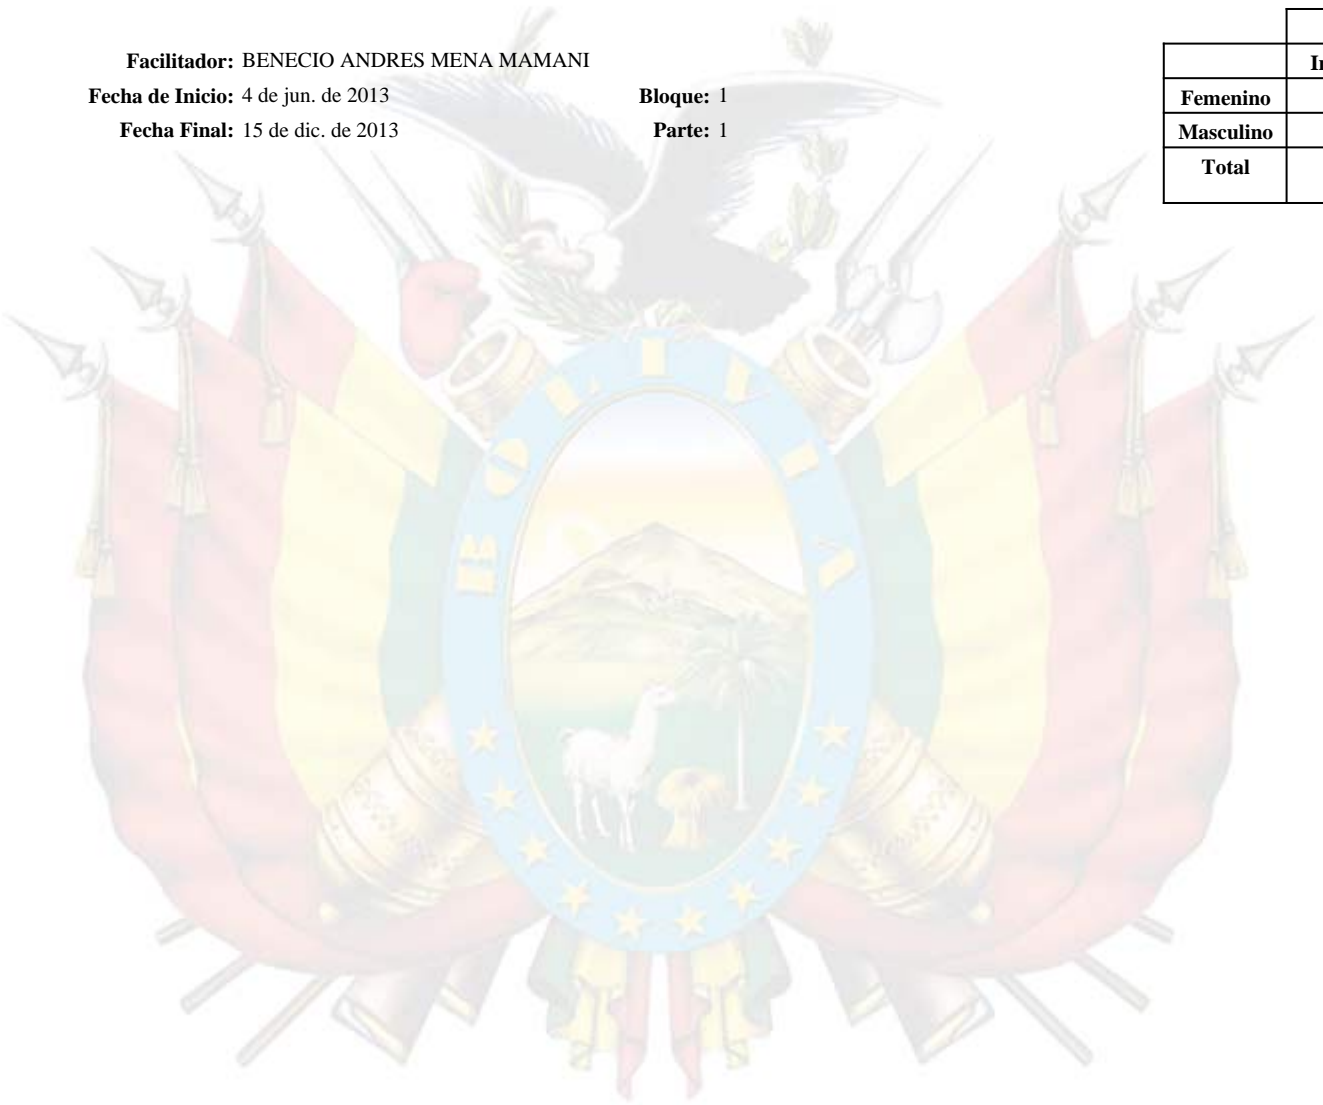 Facilitador: BENECIO ANDRES MENA MAMANI
Fecha de Inicio: 4 de jun. de 2013 Bloque: 1
Fecha Final: 15 de dic. de 2013 Parte: 1
Femenino
Masculino
Total
BOLIVIA